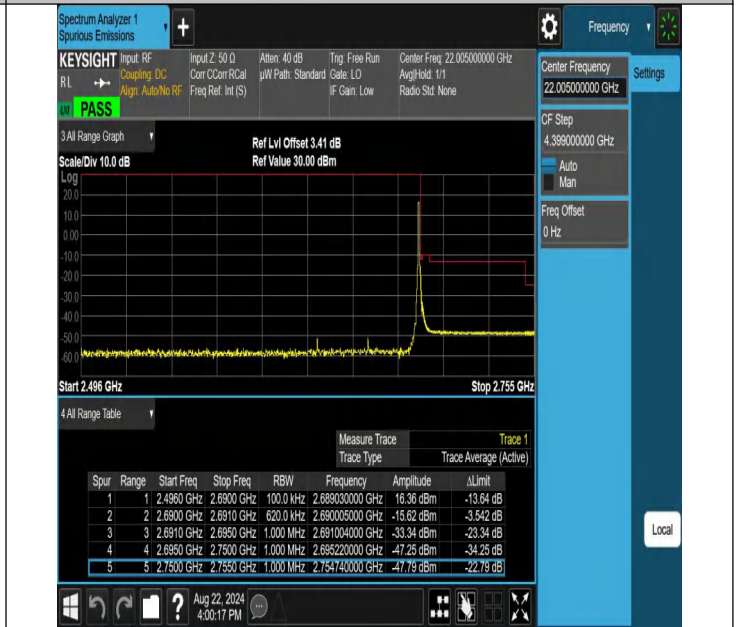 Spectrum Analyzer 1
Spurious Emissions
+
Frequency
KEYSIGHT Input: RF Input Z: 50 Ω Atten: 40 dB Trig: Free Run Center Freq: 22.005000000 GHz
RL Coupling: DC Corr CCorr RCal µW Path: Standard Gate: LO Avg|Hold: 1/1
Align: Auto/No RF Freq Ref: Int (S) IF Gain: Low Radio Std: None
PASS
Center Frequency
22.005000000 GHz
Settings
CF Step
4.399000000 GHz
Auto
Man
Freq Offset
0 Hz
3 All Range Graph
Ref Lvl Offset 3.41 dB
Scale/Div 10.0 dB Ref Value 30.00 dBm
Log
20.0
10.0
0.00
-10.0
-20.0
-30.0
-40.0
-50.0
-60.0
Start 2.496 GHz Stop 2.755 GHz
4 All Range Table
Measure Trace Trace 1
Trace Type Trace Average (Active)
Spur Range Start Freq Stop Freq RBW Frequency Amplitude ΔLimit
1 1 2.4960 GHz 2.6900 GHz 100.0 kHz 2.689030000 GHz 16.36 dBm -13.64 dB
2 2 2.6900 GHz 2.6910 GHz 620.0 kHz 2.690005000 GHz -15.62 dBm -3.542 dB
3 3 2.6910 GHz 2.6950 GHz 1.000 MHz 2.691004000 GHz -33.34 dBm -23.34 dB
4 4 2.6950 GHz 2.7500 GHz 1.000 MHz 2.695220000 GHz -47.25 dBm -34.25 dB
5 5 2.7500 GHz 2.7550 GHz 1.000 MHz 2.754740000 GHz -47.79 dBm -22.79 dB
Local
?
Aug 22, 2024
4:00:17 PM